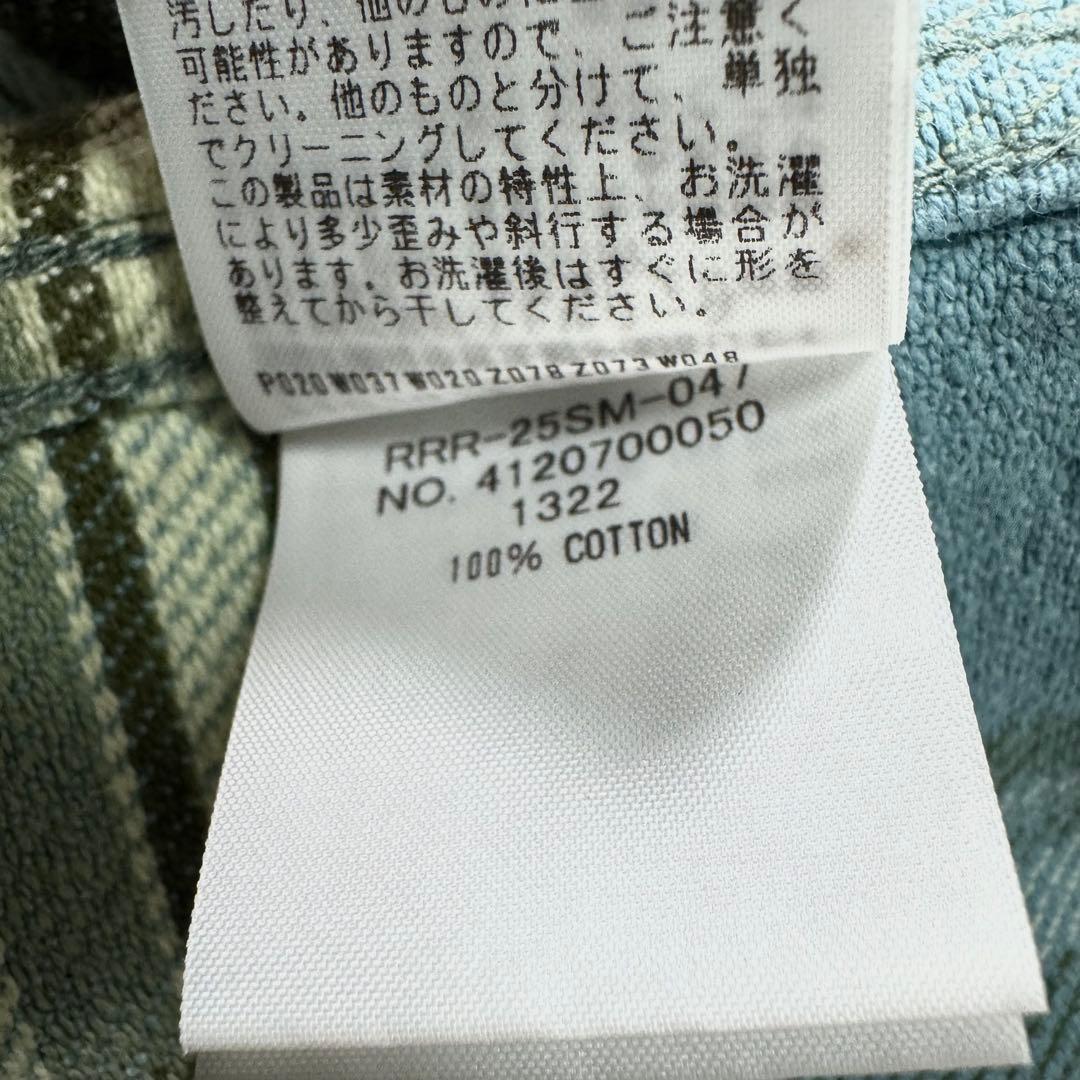 汚したり、他のものに
可能性がありますので、ご注意く
ださい。他のものと分けて、単独
でクリーニングしてください。
この製品は素材の特性上、お洗濯
により多少歪みや斜行する場合が
あります。お洗濯後はすぐに形を
整えてから干してください。
P020 W037 W020 Z078 Z073 W048
RRR-25SM-047
NO. 4120700050
1322
100% COTTON